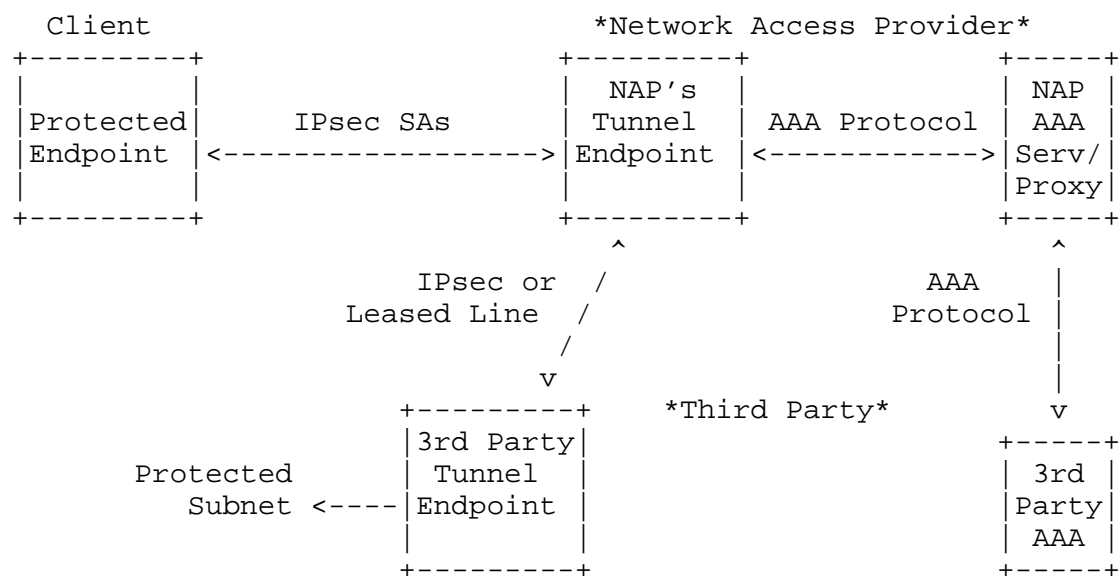 Client *Network Access Provider*
+---------+ +---------+ +-----+
| | | NAP's | | NAP |
|Protected| IPsec SAs | Tunnel | AAA Protocol | AAA |
|Endpoint |<------------------>|Endpoint |<------------>|Serv/|
| | | | |Proxy|
+---------+ +---------+ +-----+
^ ^
IPsec or / AAA |
Leased Line / Protocol |
/ |
v |
+---------+ *Third Party* v
|3rd Party| +-----+
Protected | Tunnel | | 3rd |
Subnet <----|Endpoint | |Party|
| | | AAA |
+---------+ +-----+